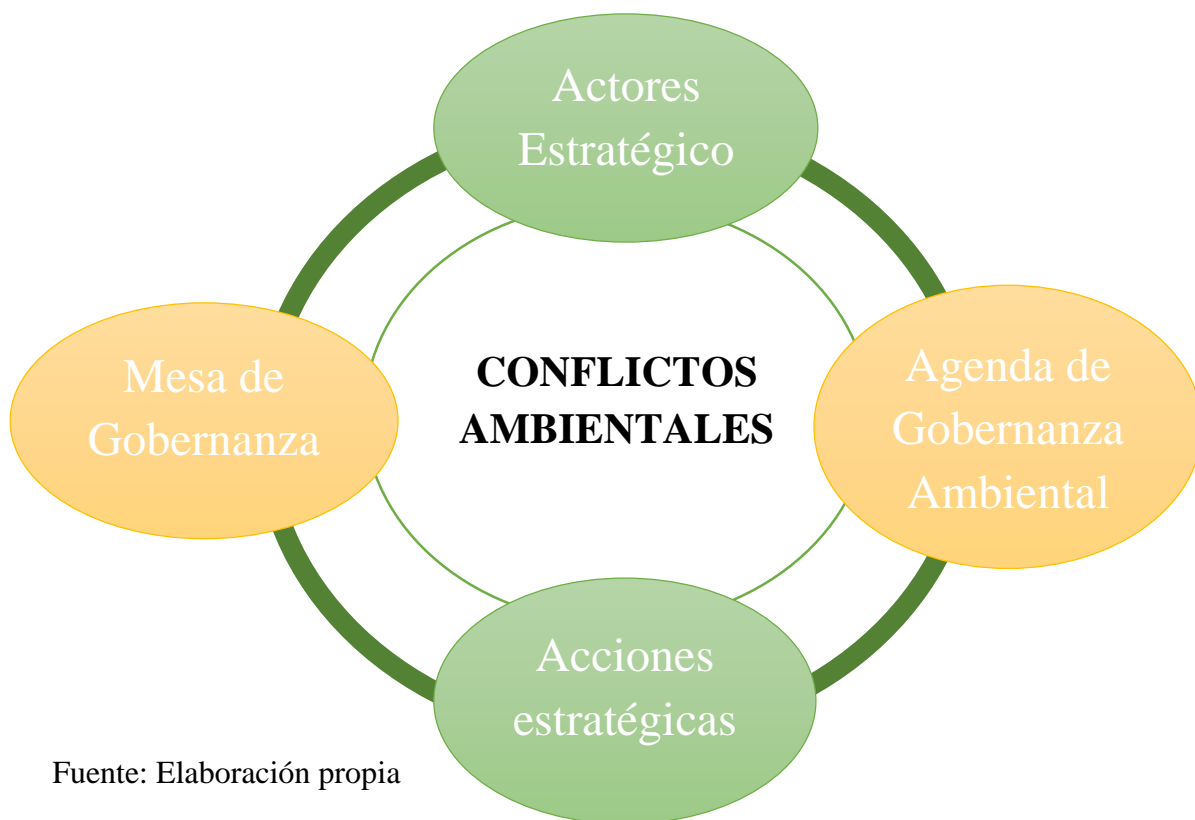 Actores
Estratégico
Mesa de
Gobernanza
CONFLICTOS
AMBIENTALES
Agenda de
Gobernanza
Ambiental
Acciones
estratégicas
Fuente: Elaboración propia